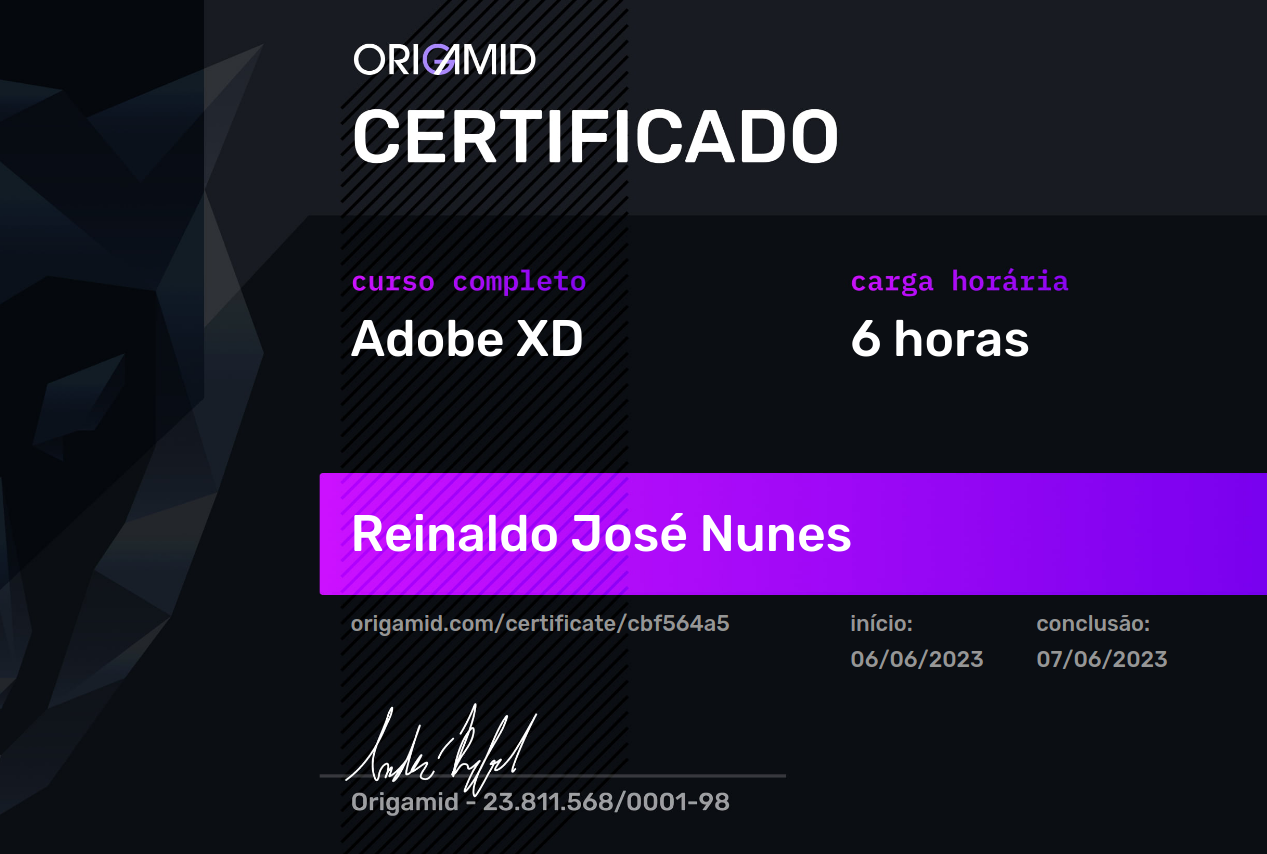 ORIGAMID
CERTIFICADO
curso completo
Adobe XD
carga horária
6 horas
Reinaldo José Nunes
origamid.com/certificate/cbf564a5
início:
06/06/2023
conclusão:
07/06/2023
Origamid - 23.811.568/0001-98